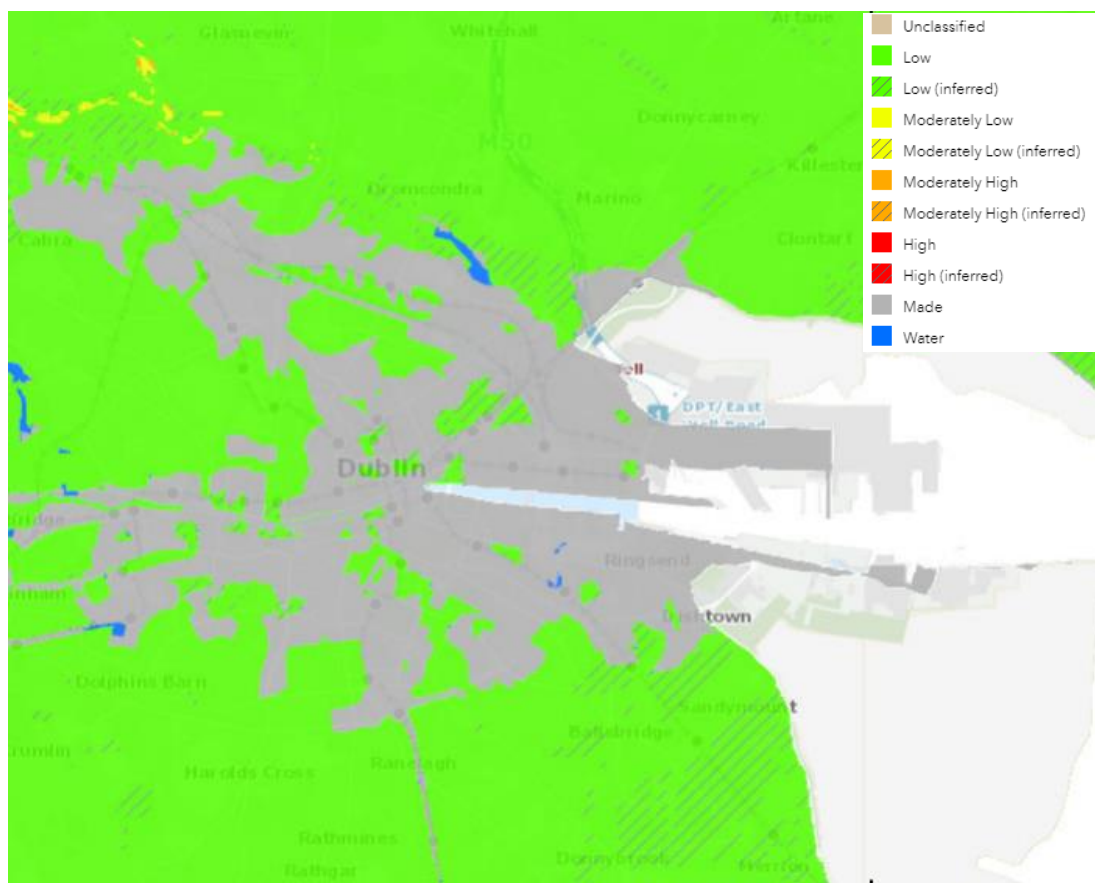 Glasnevin
Whitehall
Artane
Unclassified
Low
Low (inferred)
Moderately Low
Moderately Low (inferred)
Moderately High
Moderately High (inferred)
High
High (inferred)
Made
Water
Donnycarney
M50
Killester
Drumcondra
Marino
Cabra
Clontarf
DPT/East
Dublin
Ringsend
Dolphins Barn
Sandymount
Ballsbridge
Ranelagh
Harolds Cross
Rathmines
Rathgar
Donnybrook